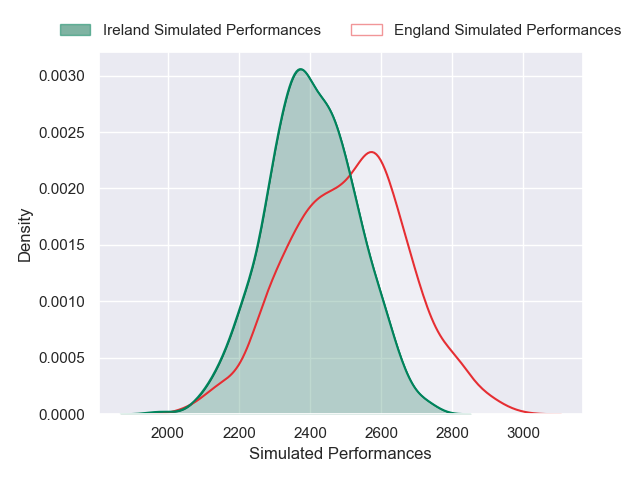 Ireland Simulated Performances England Simulated Performances
0.0030
0.0025
0.0020
0.0015
0.0010
0.0005
0.0000
Density
2000 2200 2400 2600 2800 3000
Simulated Performances